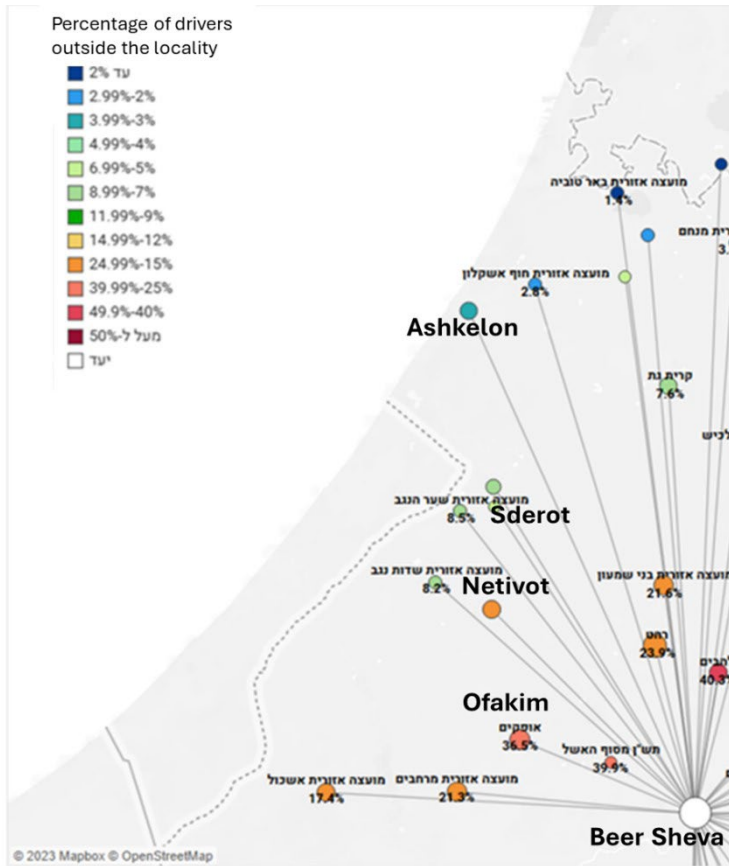 Percentage of drivers
outside the locality
עד 2%
2.99%-2%
3.99%-3%
4.99%-4%
6.99%-5%
8.99%-7%
11.99%-9%
14.99%-12%
24.99%-15%
39.99%-25%
49.9%-40%
מעל ל-50%
יעד
מועצה אזורית באר טוביה
1.4%
רית מנחם
3.
מועצה אזורית חוף אשקלון
2.8%
Ashkelon
קרית גת
7.6%
לכיש
מועצה אזורית שער הנגב
8.5%
Sderot
מועצה אזורית שדות נגב
8.2%
Netivot
מועצה אזורית בני שמעון
21.6%
רהט
23.9%
להבים
40.3%
Ofakim
אופקים
36.5%
תש"ן מסוף האשל
39.9%
מועצה אזורית אשכול
17.4%
מועצה אזורית מרחבים
21.3%
Beer Sheva
© 2023 Mapbox © OpenStreetMap